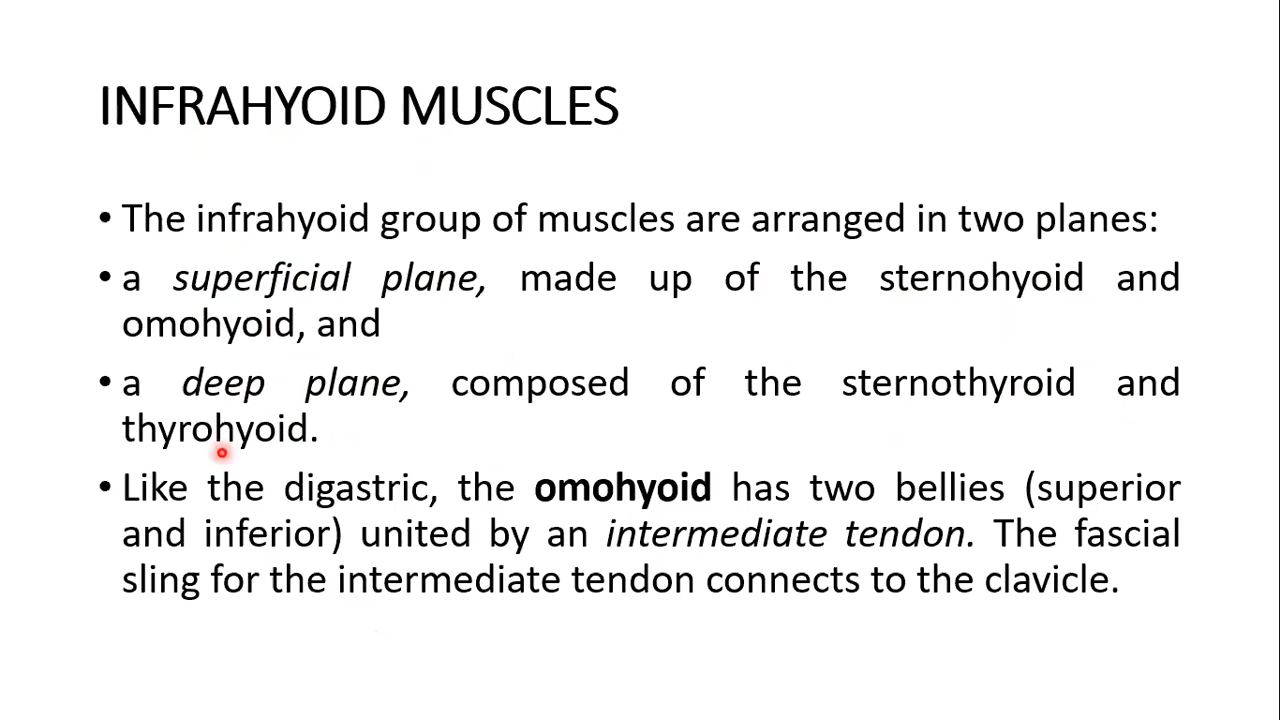 INFRAHYOID MUSCLES
• The infrahyoid group of muscles are arranged in two planes:
• a superficial plane, made up of the sternohyoid and
omohyoid, and
• a deep plane, composed of the sternothyroid and
thyrohyoid.
• Like the digastric, the omohyoid has two bellies (superior
and inferior) united by an intermediate tendon. The fascial
sling for the intermediate tendon connects to the clavicle.